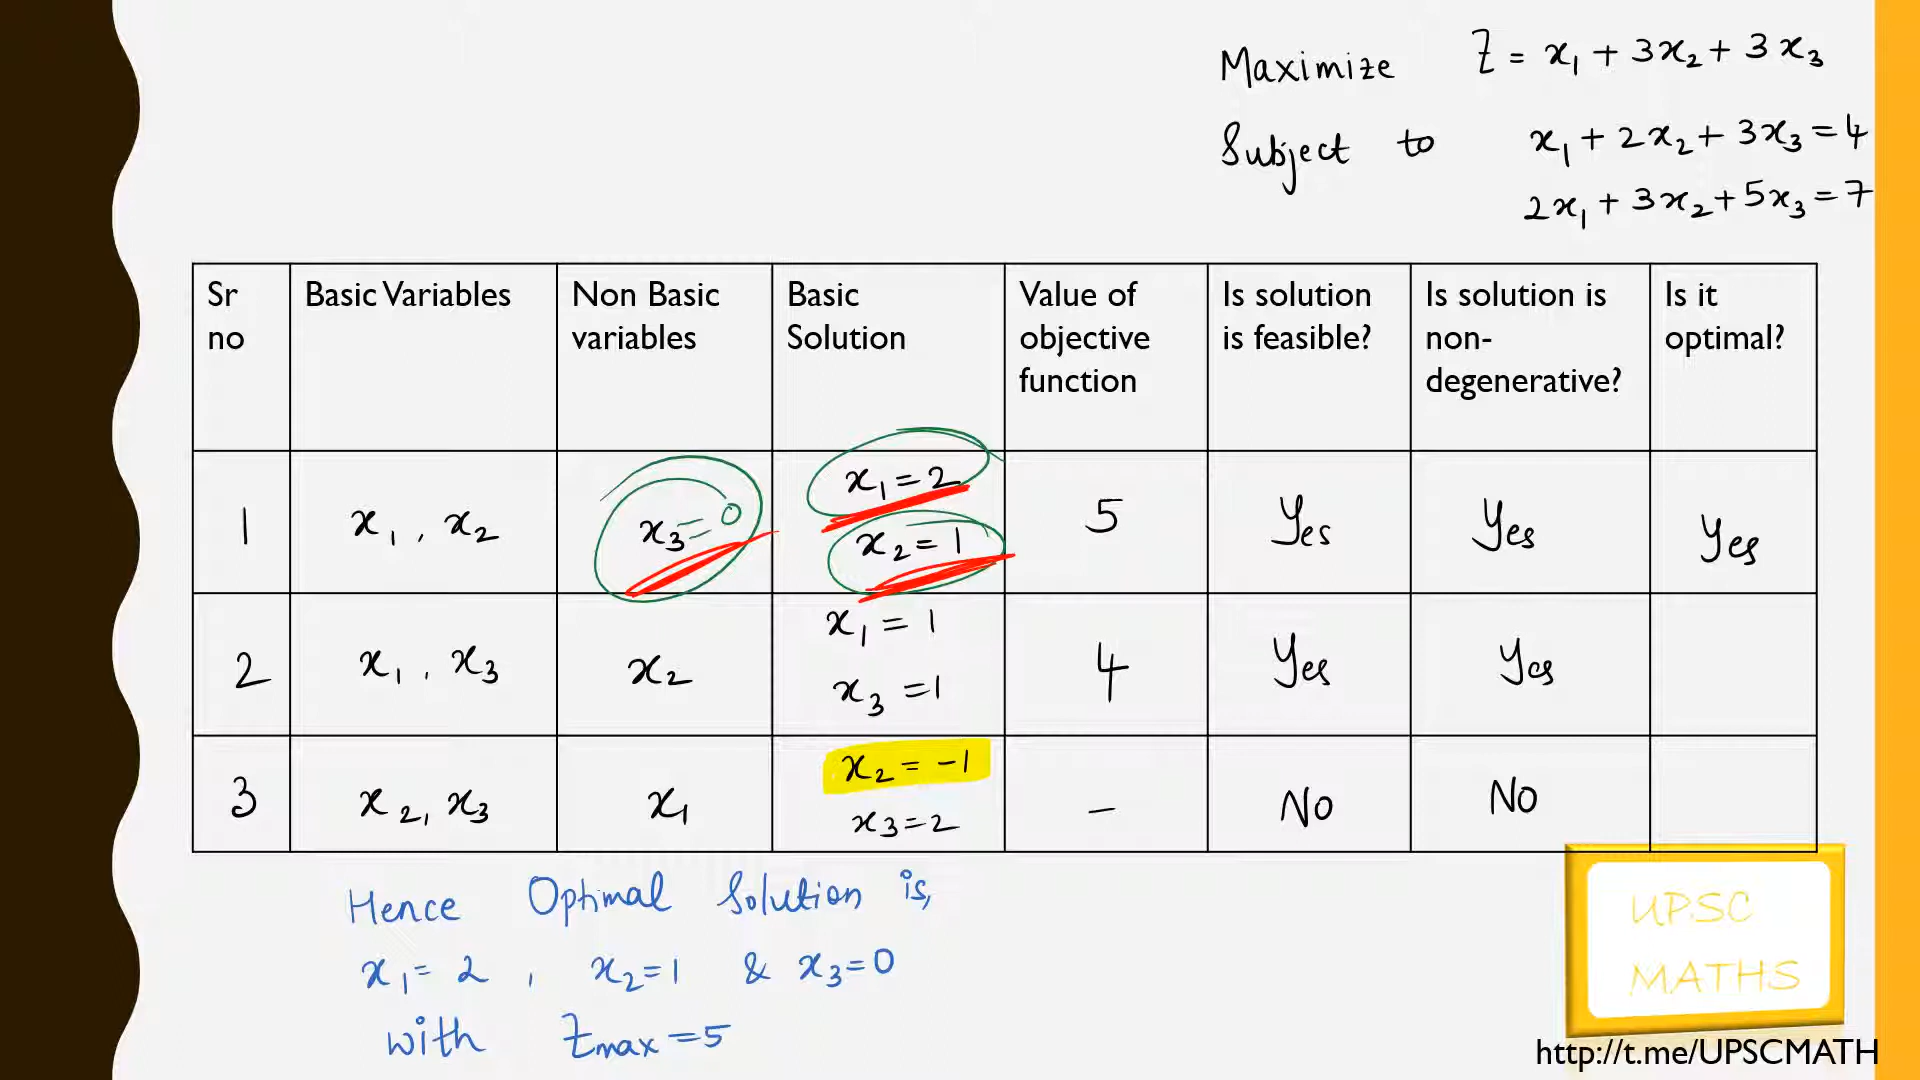 Maximize Z = x₁ + 3x₂ + 3x₃
Subject to x₁ + 2x₂ + 3x₃ = 4
2x₁ + 3x₂ + 5x₃ = 7
Sr no | Basic Variables | Non Basic variables | Basic Solution | Value of objective function | Is solution is feasible? | Is solution is non-degenerative? | Is it optimal?
1 | x₁, x₂ | x₃ = 0 | x₁ = 2 x₂ = 1 | 5 | Yes | Yes | Yes
2 | x₁, x₃ | x₂ | x₁ = 1 x₃ = 1 | 4 | Yes | Yes
3 | x₂, x₃ | x₁ | x₂ = -1 x₃ = 2 | - | NO | NO
Hence Optimal Solution is,
x₁ = 2, x₂ = 1 & x₃ = 0
with Zmax = 5
UPSC
MATHS
http://t.me/UPSCMATH